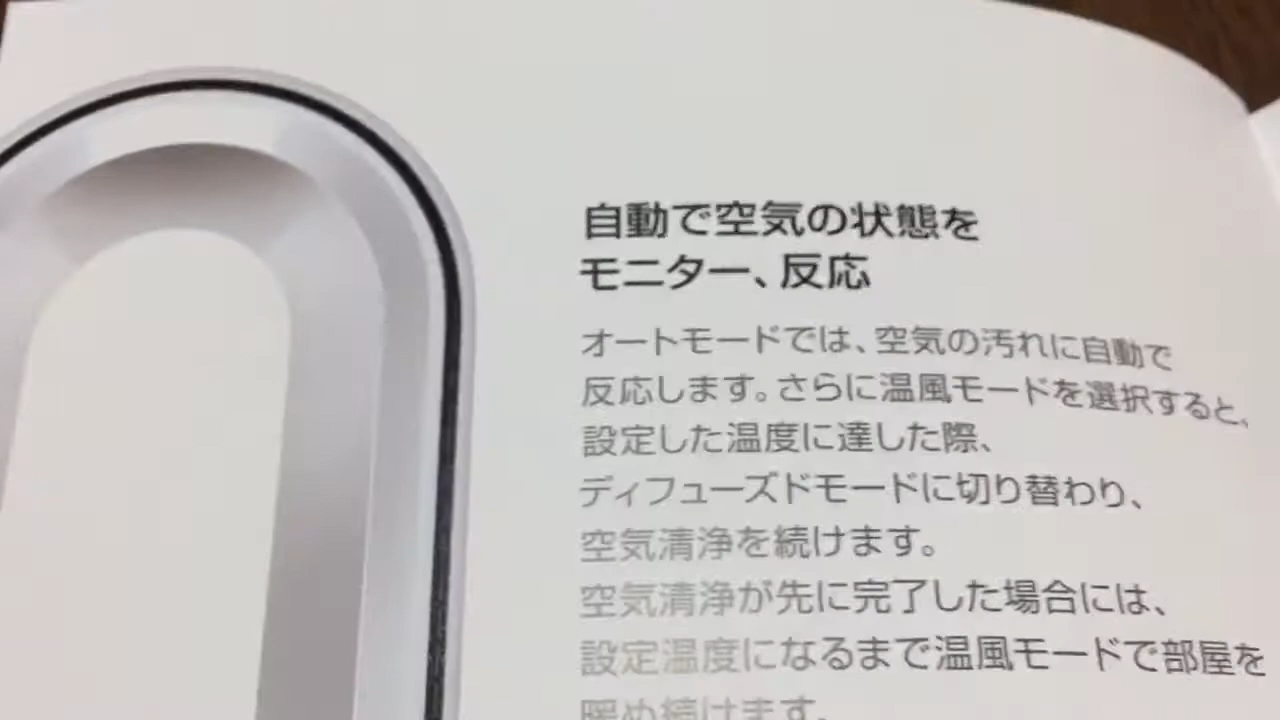 自動で空気の状態を
モニター、反応
オートモードでは、空気の汚れに自動で
反応します。さらに温風モードを選択すると、
設定した温度に達した際、
ディフューズドモードに切り替わり、
空気清浄を続けます。
空気清浄が先に完了した場合には、
設定温度になるまで温風モードで部屋を
暖め続けます。